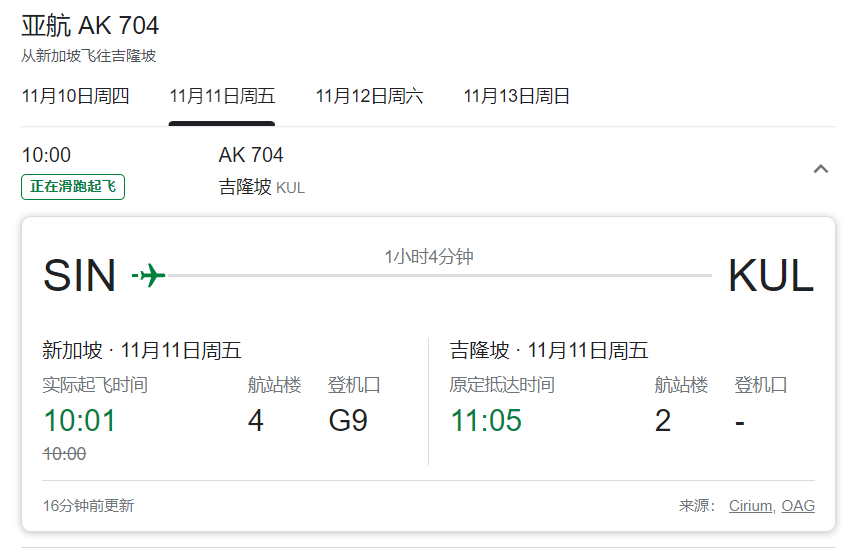 亚航 AK 704
从新加坡飞往吉隆坡
11月10日周四 11月11日周五 11月12日周六 11月13日周日
10:00 AK 704
正在滑跑起飞 吉隆坡 KUL
1小时4分钟
SIN KUL
新加坡 · 11月11日周五
实际起飞时间 航站楼 登机口
10:01 4 G9
10:00
吉隆坡 · 11月11日周五
原定抵达时间 航站楼 登机口
11:05 2 -
16分钟前更新 来源： Cirium, OAG